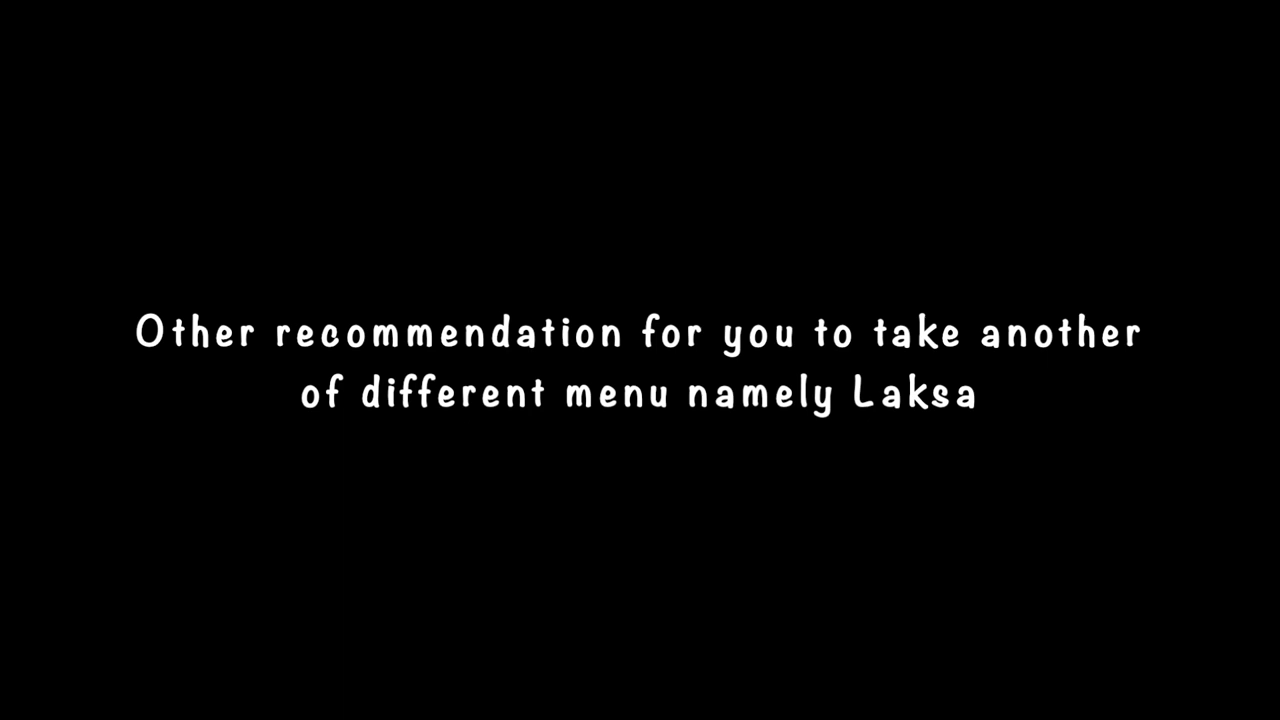 Other recommendation for you to take another
of different menu namely Laksa